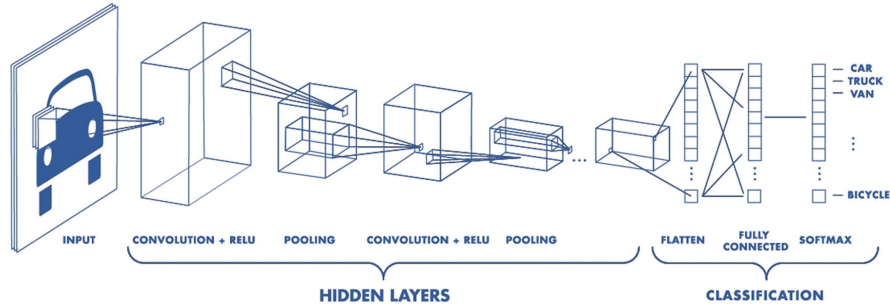 CAR
TRUCK
VAN
BICYCLE
INPUT
CONVOLUTION + RELU
POOLING
CONVOLUTION + RELU
POOLING
FLATTEN
FULLY
CONNECTED
SOFTMAX
HIDDEN LAYERS
CLASSIFICATION